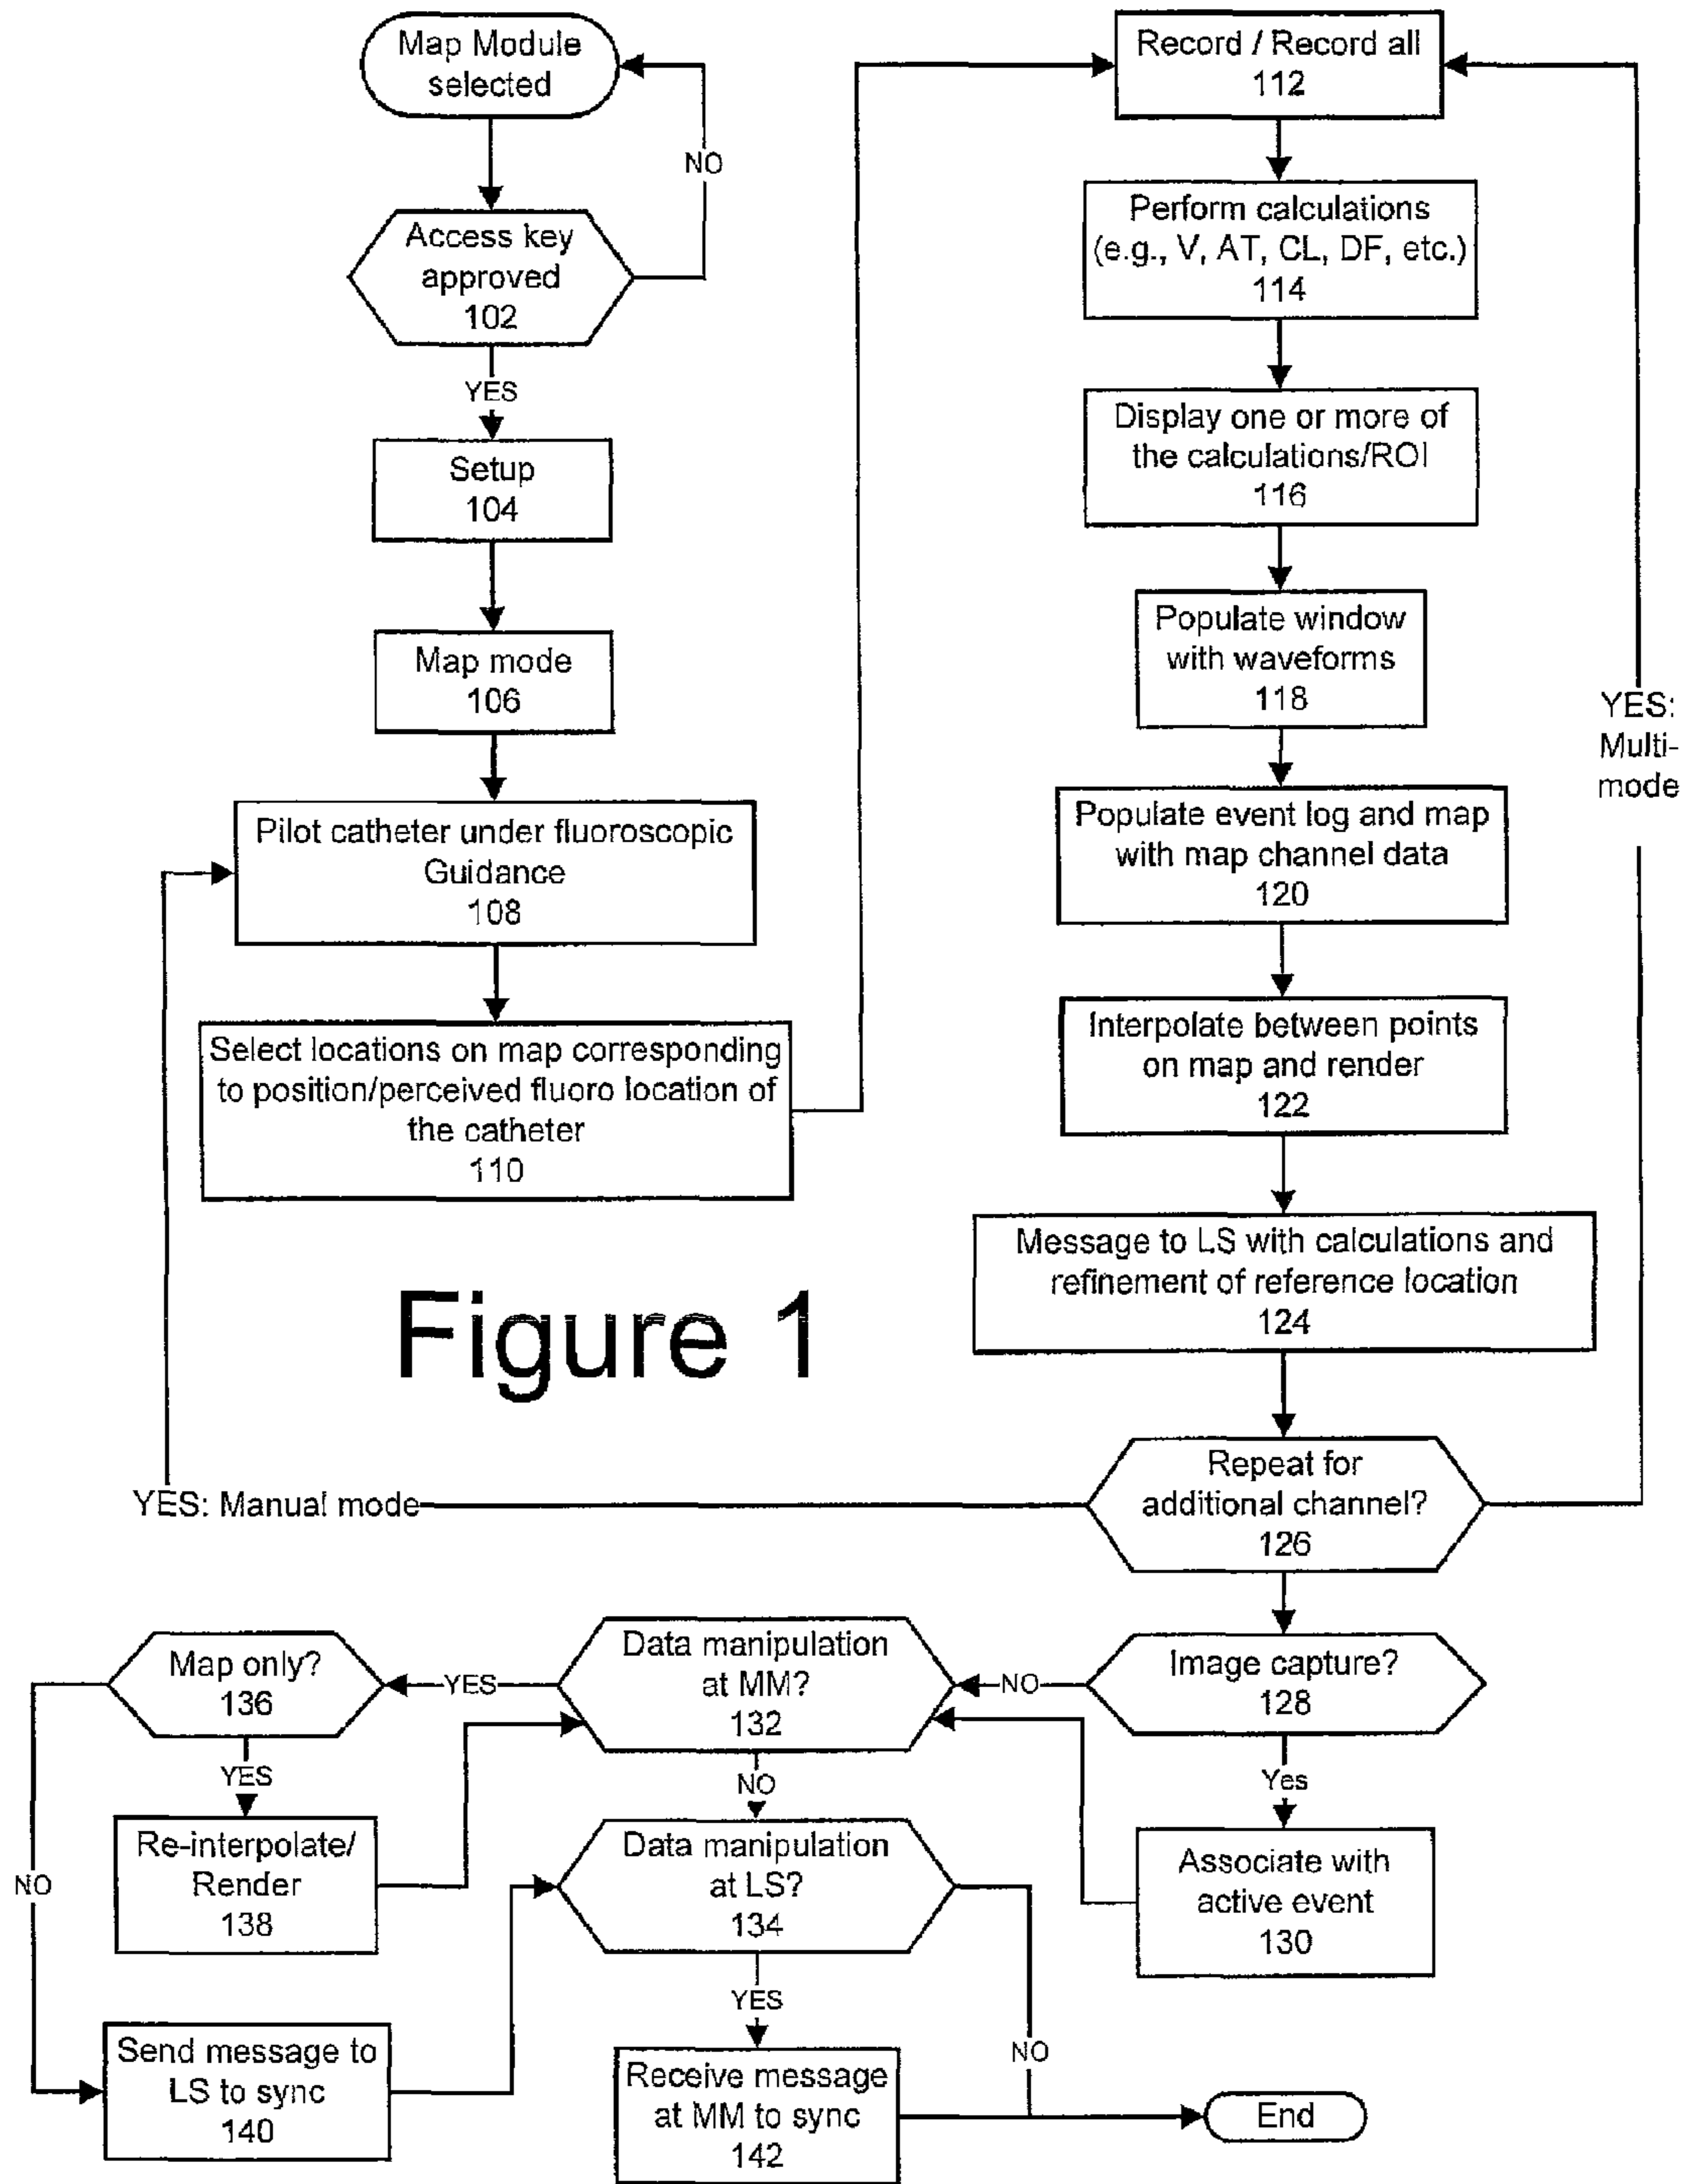 Map Module
selected
NO
Access key
approved
102
YES
Setup
104
Map mode
106
Pilot catheter under fluoroscopic
Guidance
108
Select locations on map corresponding
to position/perceived fluoro location of
the catheter
110
Record / Record all
112
Perform calculations
(e.g., V, AT, CL, DF, etc.)
114
Display one or more of
the calculations/ROI
116
Populate window
with waveforms
118
YES:
Multi-
mode
Populate event log and map
with map channel data
120
Interpolate between points
on map and render
122
Message to LS with calculations and
refinement of reference location
124
Figure 1
Repeat for
additional channel?
126
YES: Manual mode
Image capture?
128
NO
Yes
Associate with
active event
130
Data manipulation
at MM?
132
YES
NO
Map only?
136
YES
NO
Re-interpolate/
Render
138
Data manipulation
at LS?
134
YES
NO
Send message to
LS to sync
140
Receive message
at MM to sync
142
End